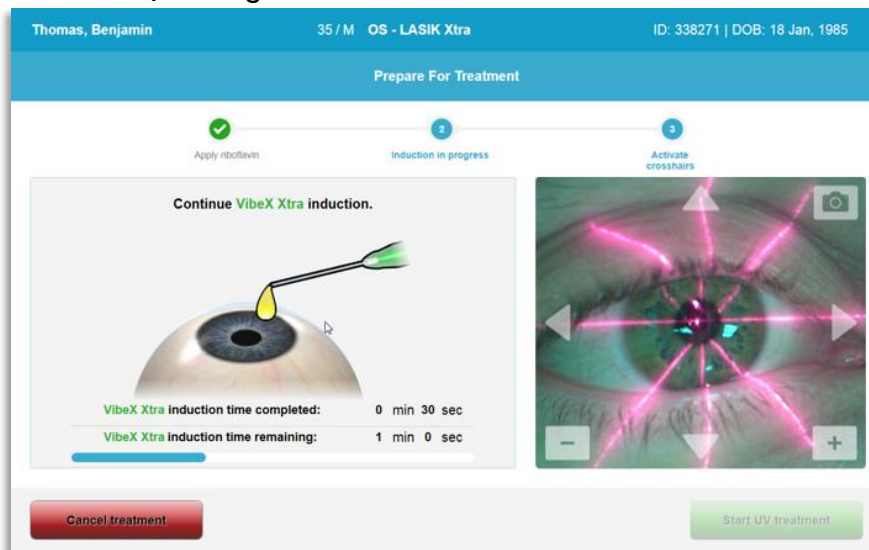 Thomas, Benjamin 35 / M OS - LASIK Xtra ID: 338271 | DOB: 18 Jan, 1985
Prepare For Treatment
2 3
Apply riboflavin Induction in progress Activate
crosshairs
Continue VibeX Xtra induction.
VibeX Xtra induction time completed: 0 min 30 sec
VibeX Xtra induction time remaining: 1 min 0 sec
Cancel treatment Start UV treatment